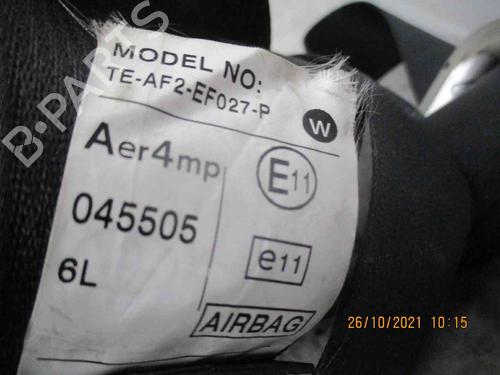 MODEL NO:
TE-AF2-EF027-P
W
Aer4mp
E11
045505
e11
6L
AIRBAG
26/10/2021 10:15
B-PARTS